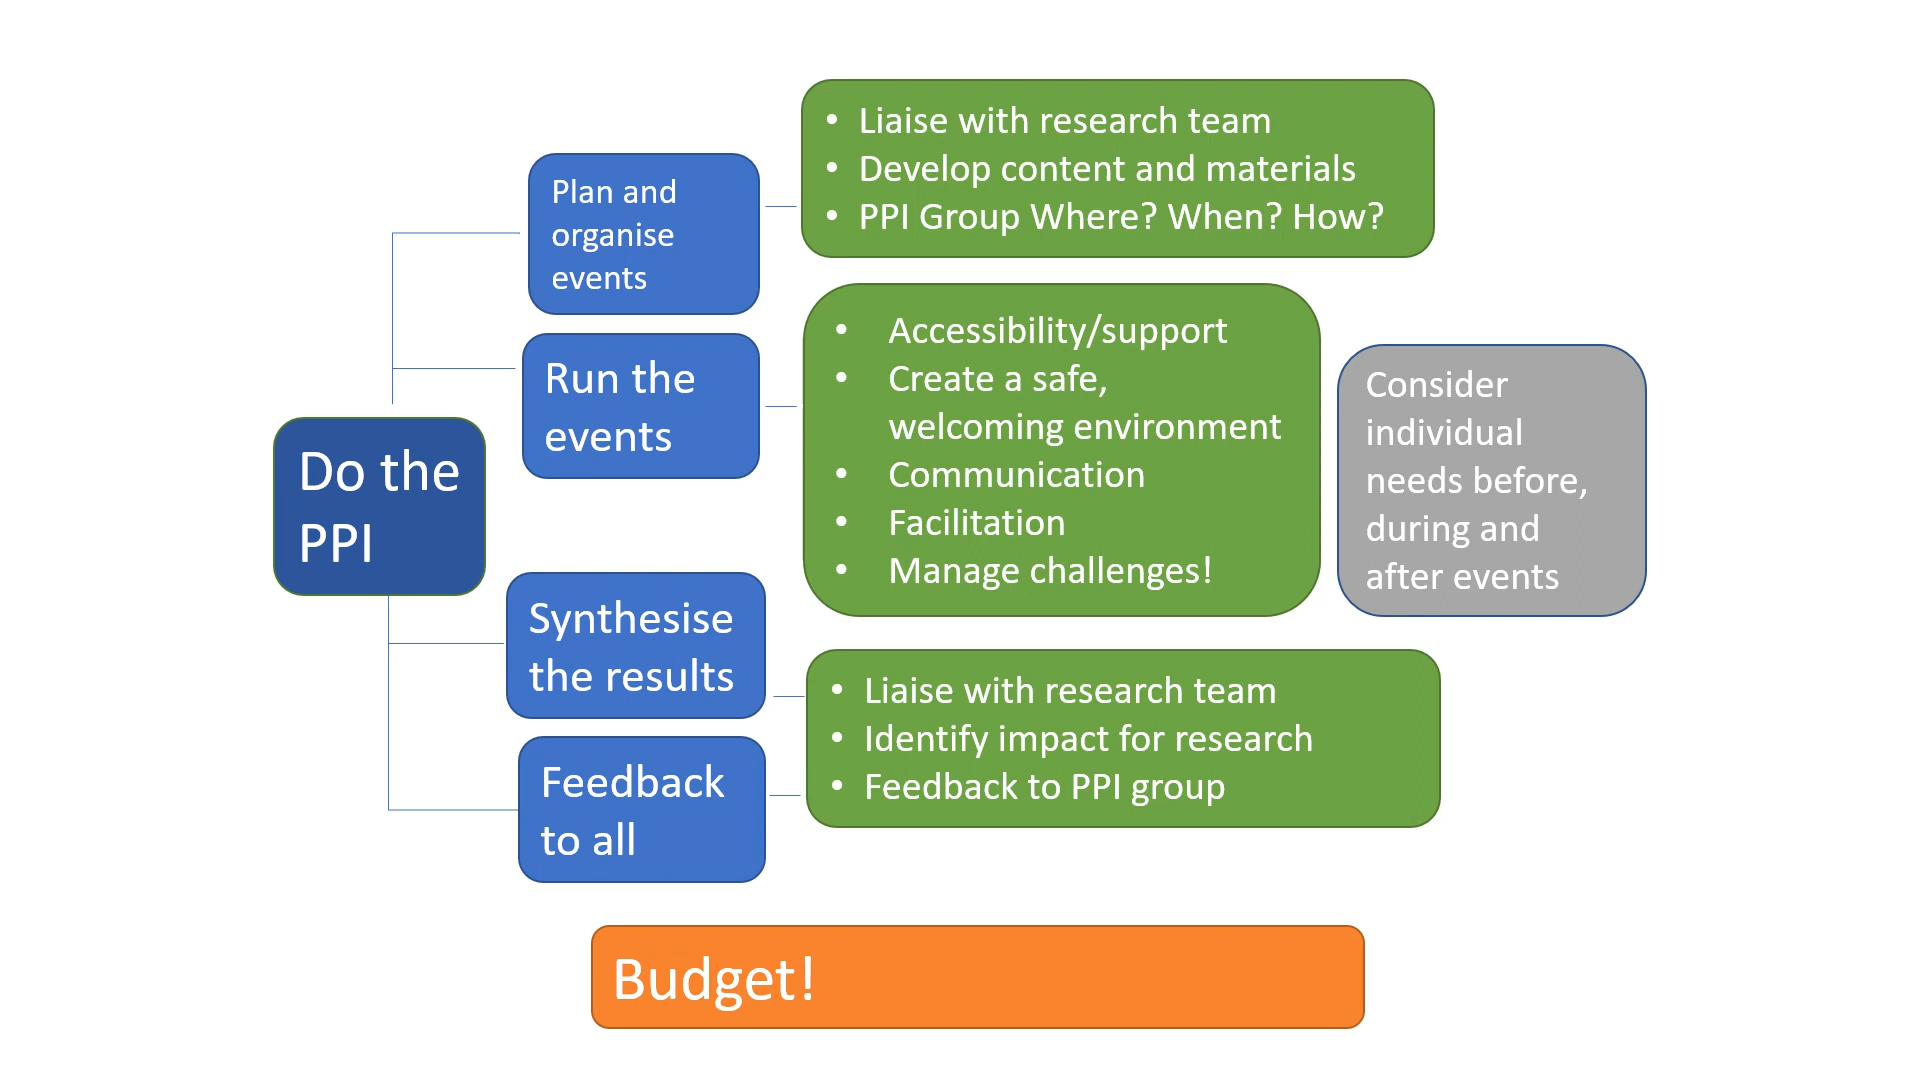 Do the
PPI
Plan and
organise
events
• Liaise with research team
• Develop content and materials
• PPI Group Where? When? How?
Run the
events
• Accessibility/support
• Create a safe,
welcoming environment
• Communication
• Facilitation
• Manage challenges!
Consider
individual
needs before,
during and
after events
Synthesise
the results
Feedback
to all
• Liaise with research team
• Identify impact for research
• Feedback to PPI group
Budget!